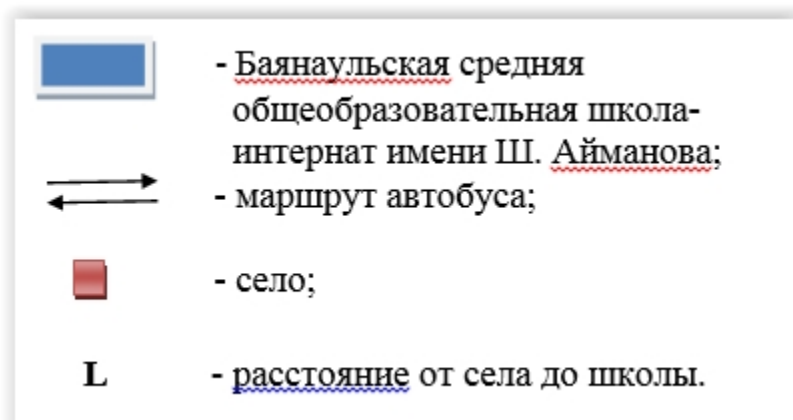 - Баянаульская средняя
общеобразовательная школа-
интернат имени Ш. Айманова;
- маршрут автобуса;
- село;
L - расстояние от села до школы.